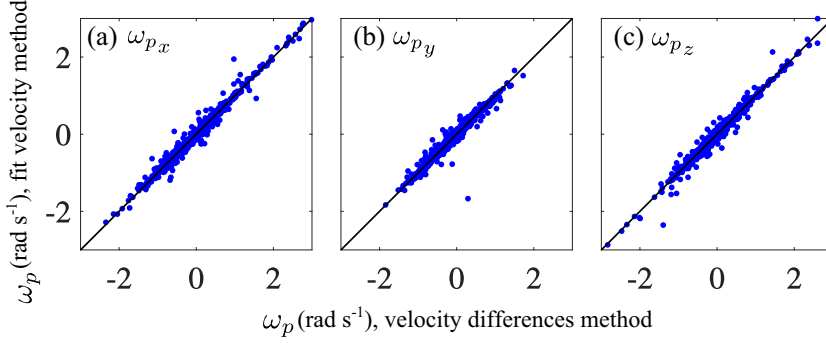 (a) ω_{p_x}
(b) ω_{p_y}
(c) ω_{p_z}
ω_p (rad s⁻¹), fit velocity method
2
0
-2
-2 0 2
-2 0 2
-2 0 2
ω_p (rad s⁻¹), velocity differences method